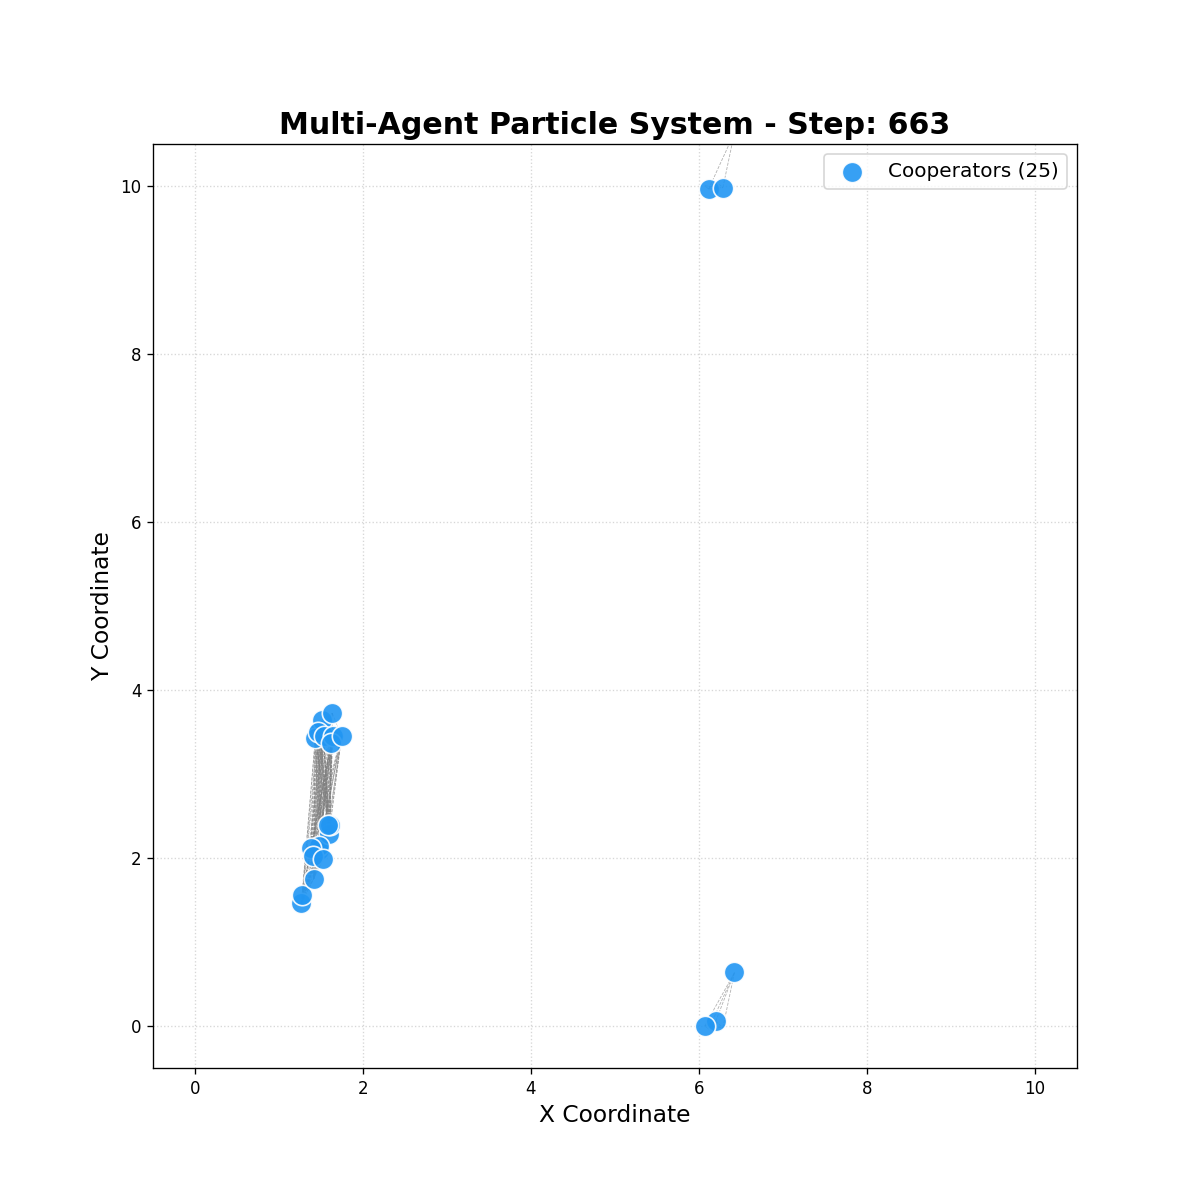 Multi-Agent Particle System - Step: 663
Cooperators (25)
10
8
6
4
2
0
Y Coordinate
0 2 4 6 8 10
X Coordinate